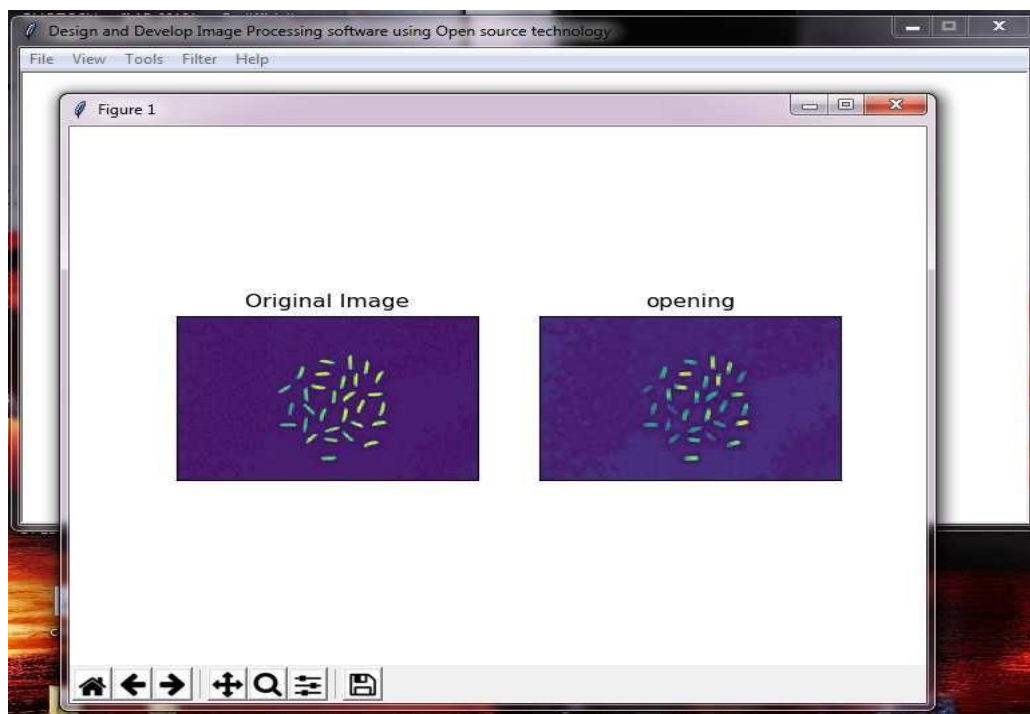 Design and Develop Image Processing software using Open source technology
File View Tools Filter Help
Figure 1
Original Image
opening